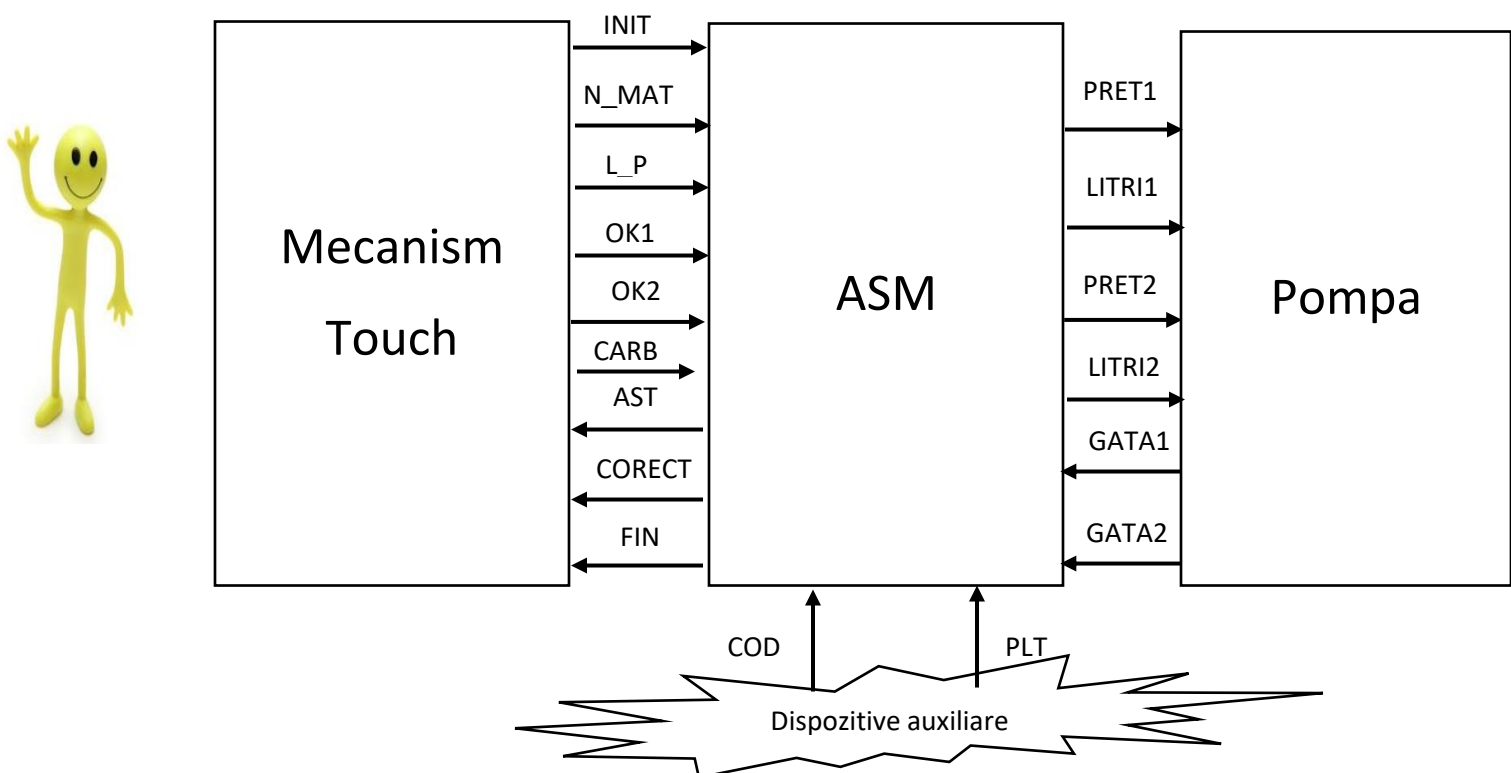 INIT
N_MAT
L_P
OK1
OK2
CARB
AST
CORECT
FIN
Mecanism
Touch
ASM
PRET1
LITRI1
PRET2
LITRI2
GATA1
GATA2
Pompa
COD
PLT
Dispozitive auxiliare